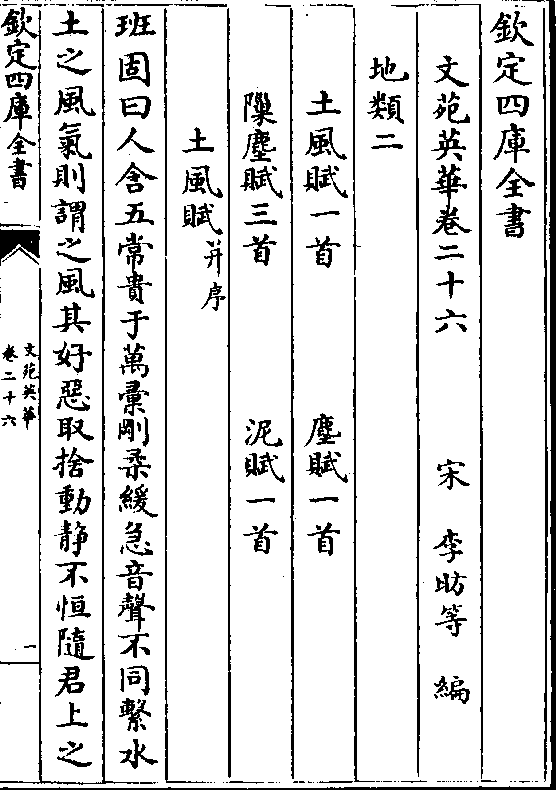 欽定四庫全書
文苑英華卷二十六
宋 李昉等 編
地類二
土風賦一首 塵賦一首
隟塵賦三首 泥賦一首
土風賦并序
班固曰人含五常貴于萬彚剛柔緩急音聲不同繫水
土之風氣則謂之風其好惡取捨動静不恒隨君上之
欽定四庫全書
文苑英華
卷二十六
一